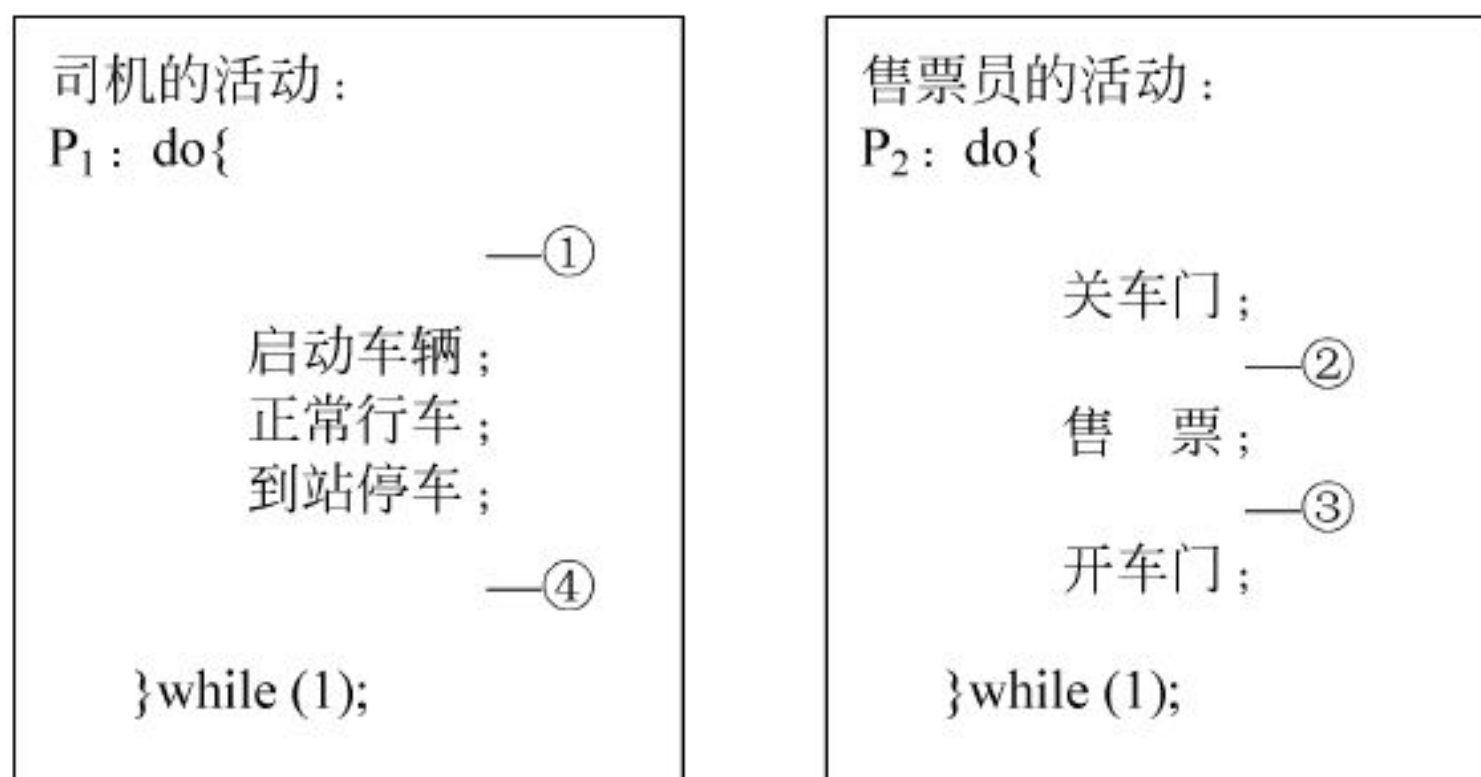 司机的活动：
P₁：do{
—①
启动车辆；
正常行车；
到站停车；
—④
}while (1);
售票员的活动：
P₂：do{
关车门；
—②
售 票；
—③
开车门；
}while (1);